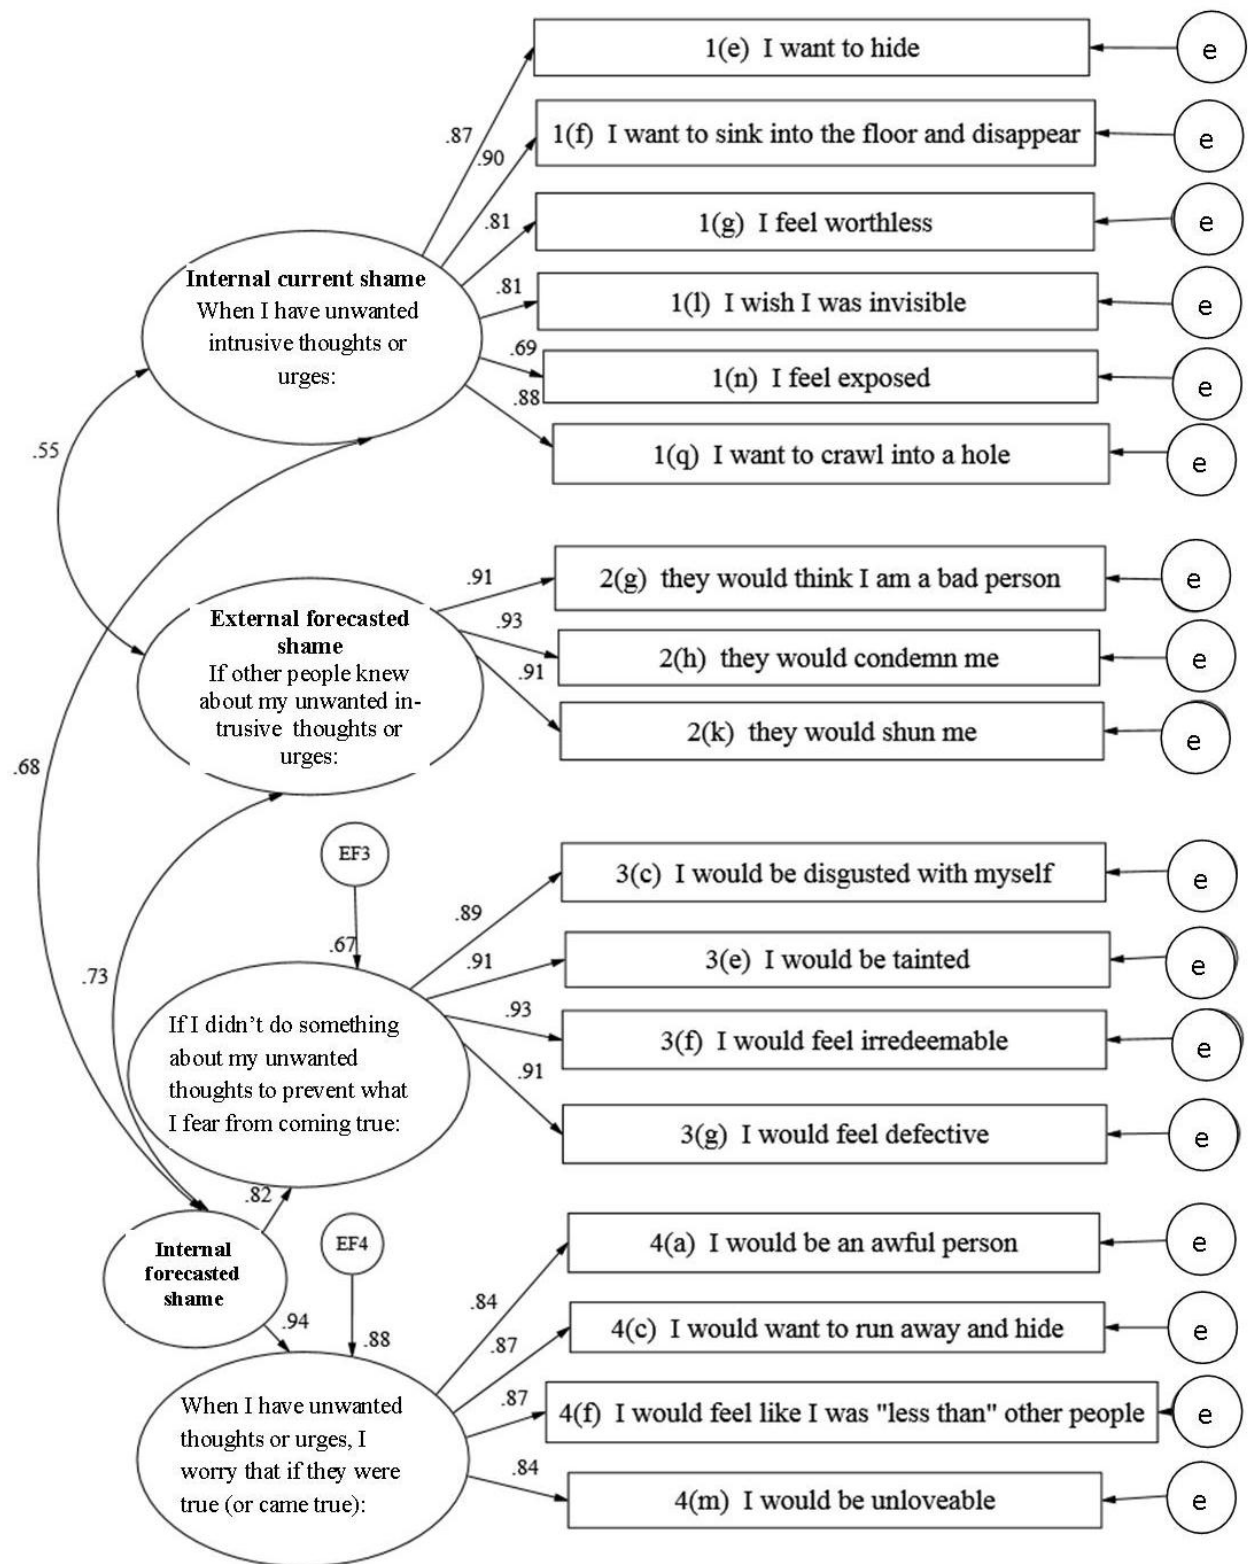 1(e) I want to hide
e
.87
.90
1(f) I want to sink into the floor and disappear
e
.81
1(g) I feel worthless
e
Internal current shame
When I have unwanted
intrusive thoughts or
urges:
.81
1(l) I wish I was invisible
e
.69
1(n) I feel exposed
e
.88
1(q) I want to crawl into a hole
e
.55
.91
2(g) they would think I am a bad person
e
External forecasted
shame
If other people knew
about my unwanted in-
trusive thoughts or
urges:
.93
2(h) they would condemn me
e
.91
2(k) they would shun me
e
.68
EF3
.67
.89
3(c) I would be disgusted with myself
e
.73
.91
3(e) I would be tainted
e
If I didn’t do something
about my unwanted
thoughts to prevent what
I fear from coming true:
.93
3(f) I would feel irredeemable
e
.91
3(g) I would feel defective
e
.82
Internal
forecasted
shame
EF4
.94
.88
.84
4(a) I would be an awful person
e
.87
4(c) I would want to run away and hide
e
When I have unwanted
thoughts or urges, I
worry that if they were
true (or came true):
.87
4(f) I would feel like I was "less than" other people
e
.84
4(m) I would be unloveable
e